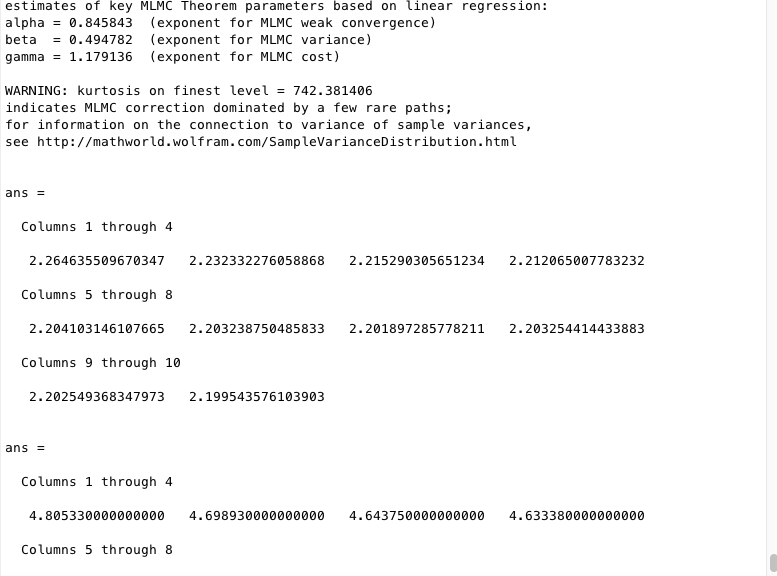 estimates of key MLMC Theorem parameters based on linear regression:
alpha = 0.845843  (exponent for MLMC weak convergence)
beta  = 0.494782  (exponent for MLMC variance)
gamma = 1.179136  (exponent for MLMC cost)
WARNING: kurtosis on finest level = 742.381406
indicates MLMC correction dominated by a few rare paths;
for information on the connection to variance of sample variances,
see http://mathworld.wolfram.com/SampleVarianceDistribution.html
ans =
Columns 1 through 4
2.264635509670347   2.232332276058868   2.215290305651234   2.212065007783232
Columns 5 through 8
2.204103146107665   2.203238750485833   2.201897285778211   2.203254414433883
Columns 9 through 10
2.202549368347973   2.199543576103903
ans =
Columns 1 through 4
4.805330000000000   4.698930000000000   4.643750000000000   4.633380000000000
Columns 5 through 8